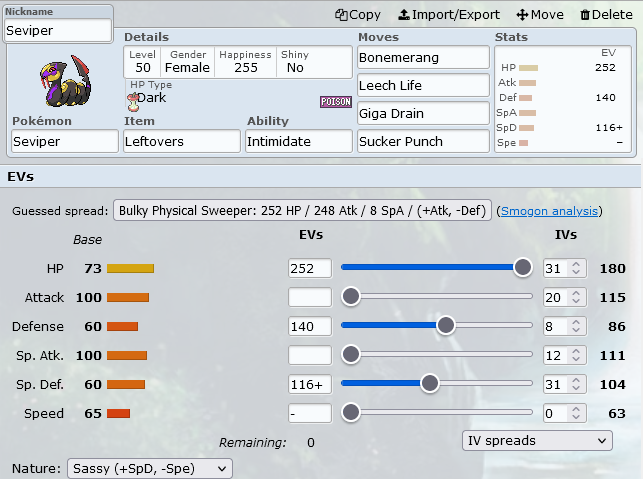 Nickname
Seviper
Copy Import/Export Move Delete
Details
Level Gender Happiness Shiny
50 Female 255 No
HP Type
Dark
POISON
Pokémon Item Ability
Seviper Leftovers Intimidate
Moves
Bonemerang
Leech Life
Giga Drain
Sucker Punch
Stats
EV
HP 252
Atk
Def 140
SpA
SpD 116+
Spe –
EVs
Guessed spread: Bulky Physical Sweeper: 252 HP / 248 Atk / 8 SpA / (+Atk, -Def) (Smogon analysis)
Base EVs IVs
HP 73 252 31 180
Attack 100 20 115
Defense 60 140 8 86
Sp. Atk. 100 12 111
Sp. Def. 60 116+ 31 104
Speed 65 - 0 63
Remaining: 0 IV spreads
Nature: Sassy (+SpD, -Spe)